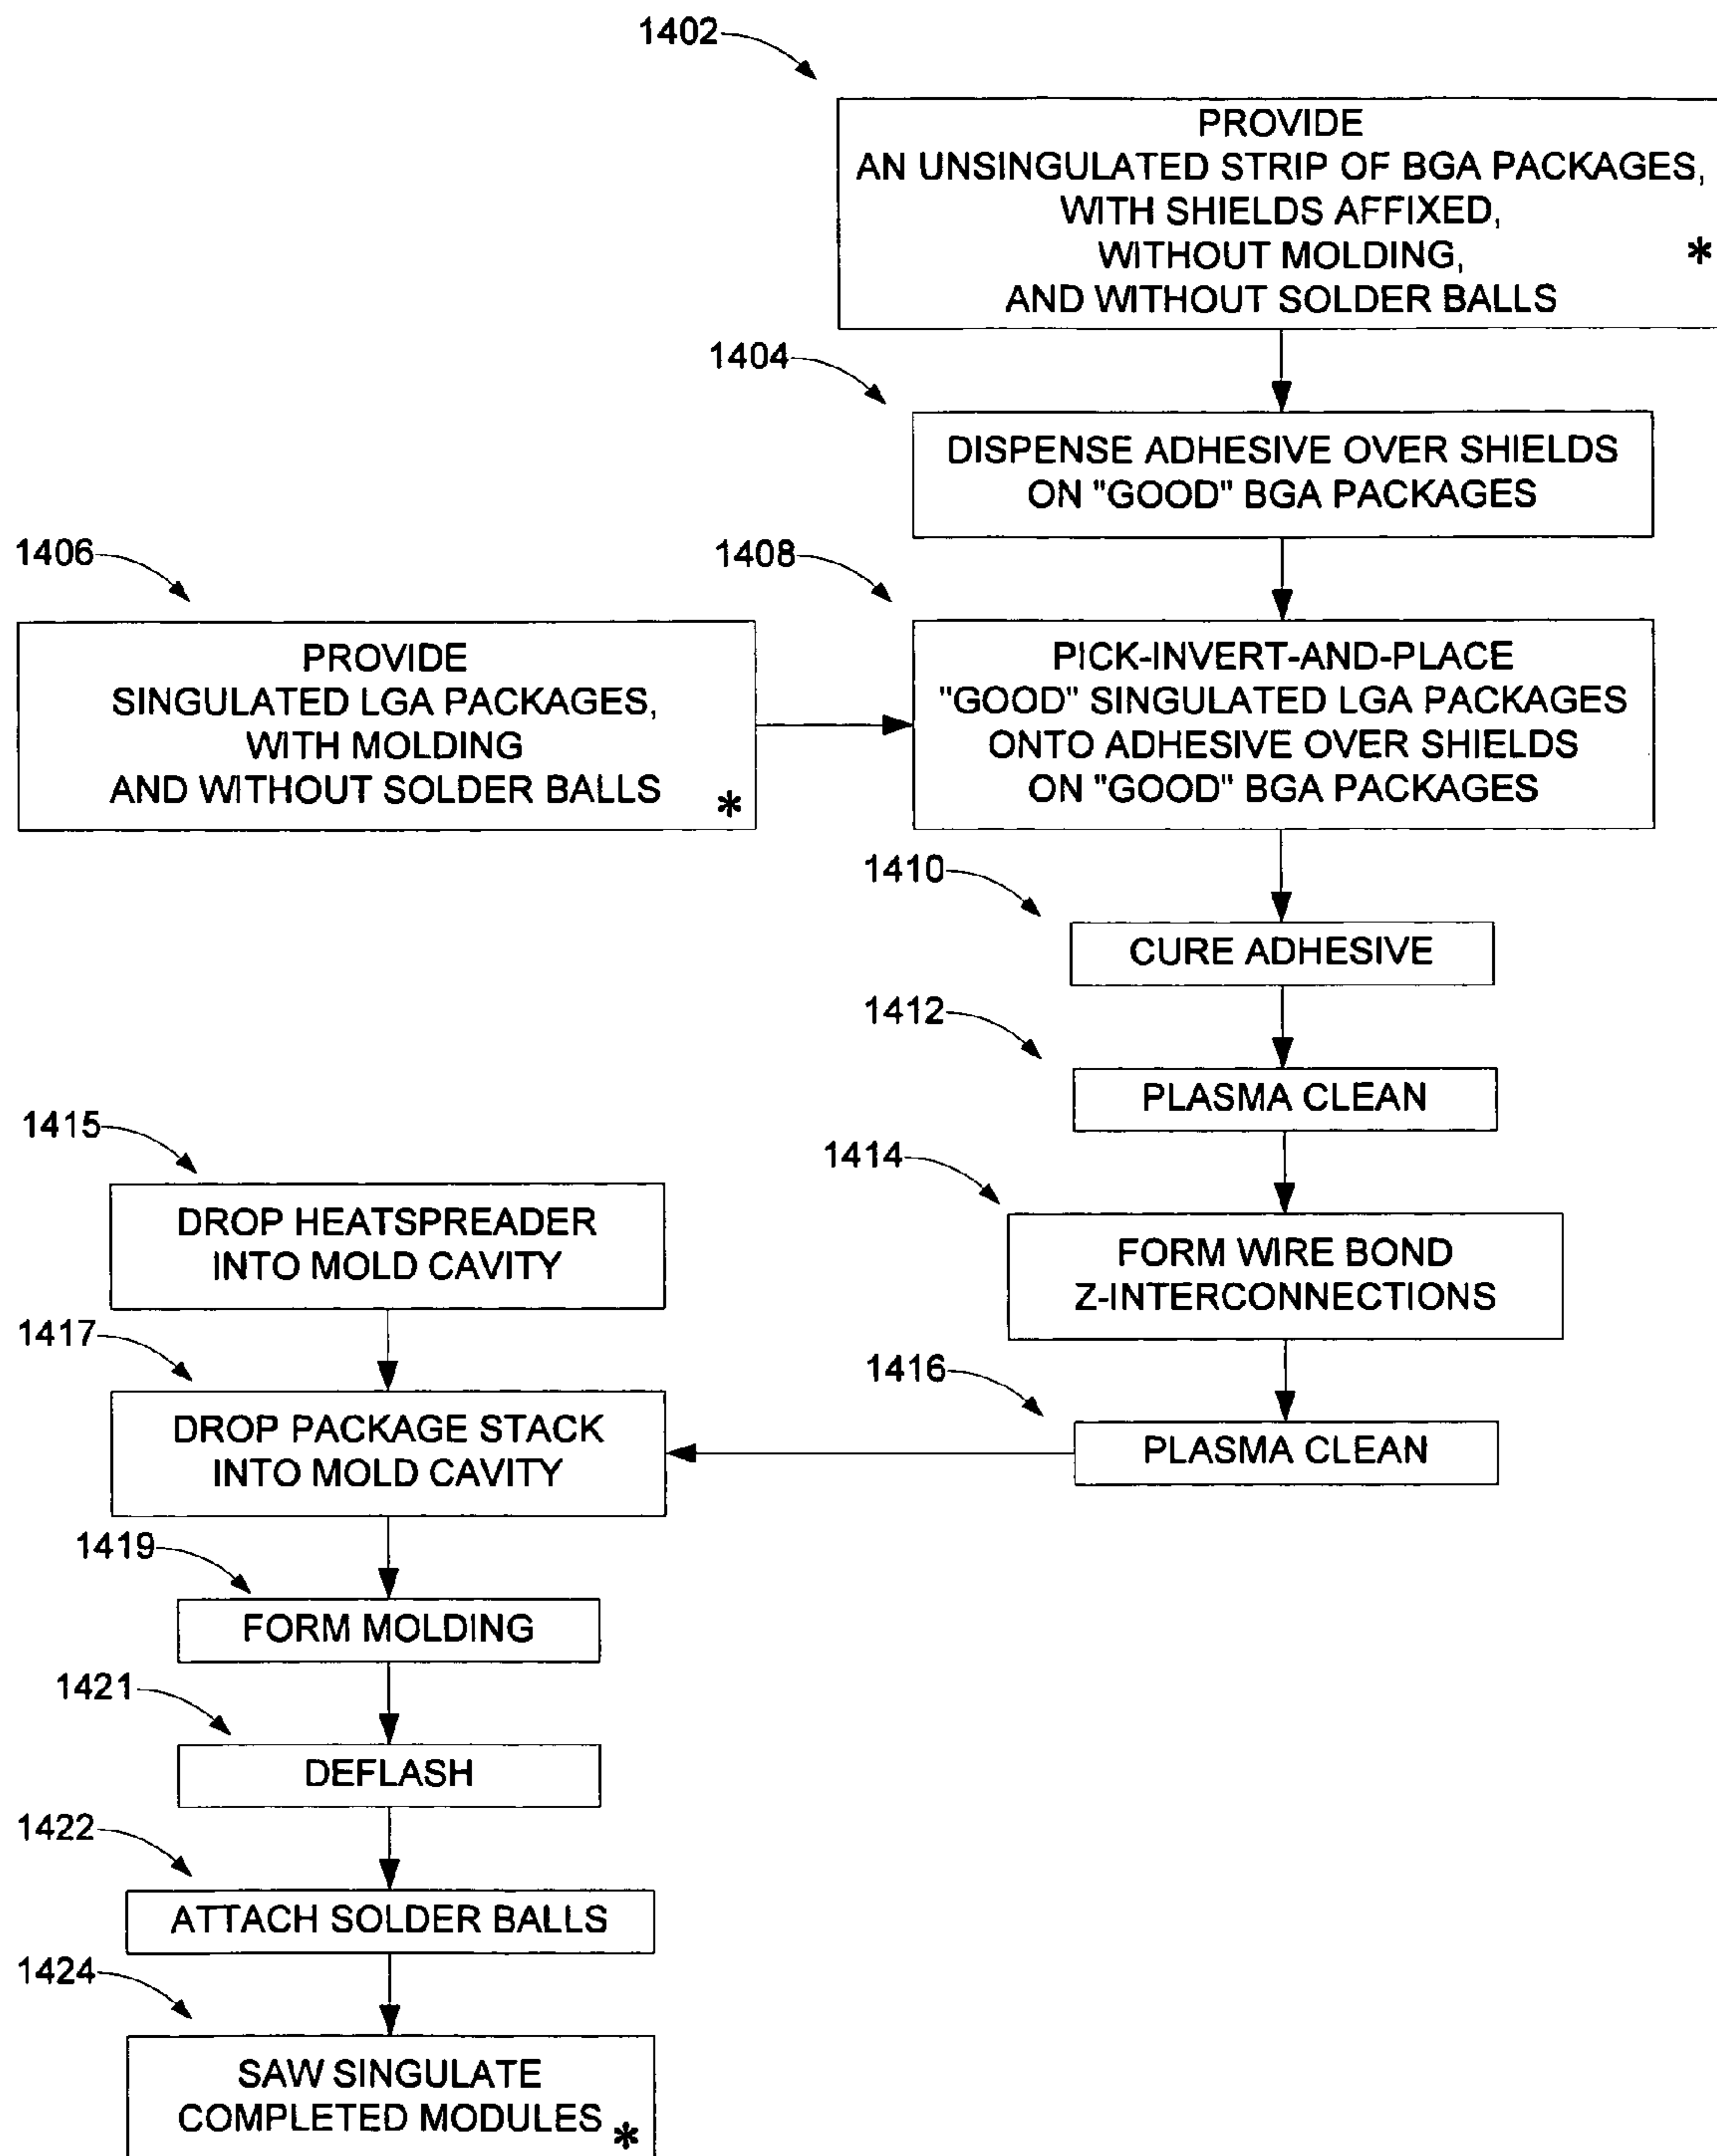 1402
PROVIDE
AN UNSINGULATED STRIP OF BGA PACKAGES,
WITH SHIELDS AFFIXED,
WITHOUT MOLDING,
AND WITHOUT SOLDER BALLS
*
1404
DISPENSE ADHESIVE OVER SHIELDS
ON "GOOD" BGA PACKAGES
1406
PROVIDE
SINGULATED LGA PACKAGES,
WITH MOLDING
AND WITHOUT SOLDER BALLS
*
1408
PICK-INVERT-AND-PLACE
"GOOD" SINGULATED LGA PACKAGES
ONTO ADHESIVE OVER SHIELDS
ON "GOOD" BGA PACKAGES
1410
CURE ADHESIVE
1412
PLASMA CLEAN
1414
FORM WIRE BOND
Z-INTERCONNECTIONS
1415
DROP HEATSPREADER
INTO MOLD CAVITY
1416
PLASMA CLEAN
1417
DROP PACKAGE STACK
INTO MOLD CAVITY
1419
FORM MOLDING
1421
DEFLASH
1422
ATTACH SOLDER BALLS
1424
SAW SINGULATE
COMPLETED MODULES
*